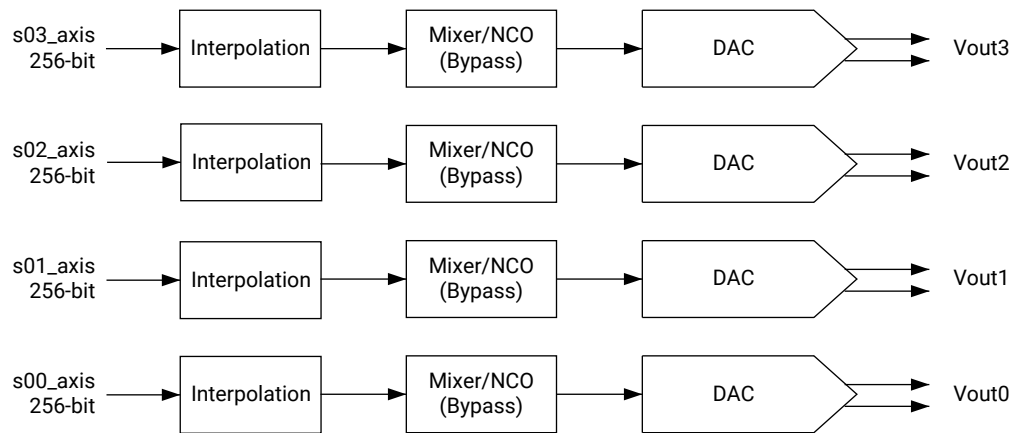 s03_axis
256-bit
Interpolation
Mixer/NCO
(Bypass)
DAC
Vout3
s02_axis
256-bit
Interpolation
Mixer/NCO
(Bypass)
DAC
Vout2
s01_axis
256-bit
Interpolation
Mixer/NCO
(Bypass)
DAC
Vout1
s00_axis
256-bit
Interpolation
Mixer/NCO
(Bypass)
DAC
Vout0